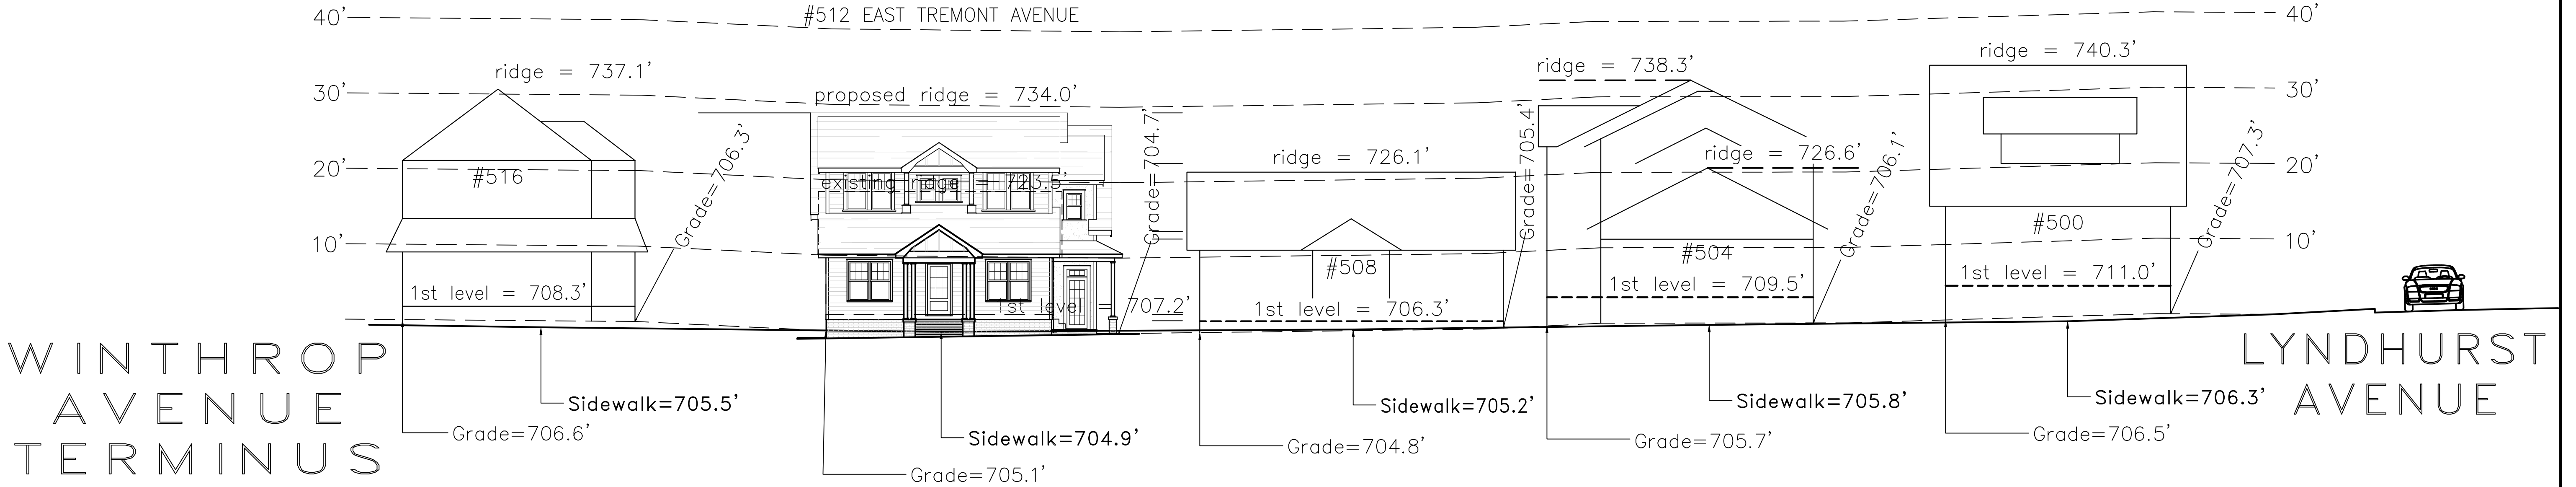 #512 EAST TREMONT AVENUE
40'
40'
ridge = 737.1'
ridge = 738.3'
ridge = 740.3'
30'
proposed ridge = 734.0'
30'
Grade=706.3'
Grade=704.7'
Grade=705.4'
Grade=706.1'
Grade=707.3'
20'
#516
existing ridge = 723.5'
ridge = 726.1'
ridge = 726.6'
20'
10'
#508
#504
#500
10'
1st level = 708.3'
1st level = 707.2'
1st level = 706.3'
1st level = 709.5'
1st level = 711.0'
WINTHROP
AVENUE
TERMINUS
LYNDHURST
AVENUE
Sidewalk=705.5'
Sidewalk=704.9'
Sidewalk=705.2'
Sidewalk=705.8'
Sidewalk=706.3'
Grade=706.6'
Grade=705.1'
Grade=704.8'
Grade=705.7'
Grade=706.5'